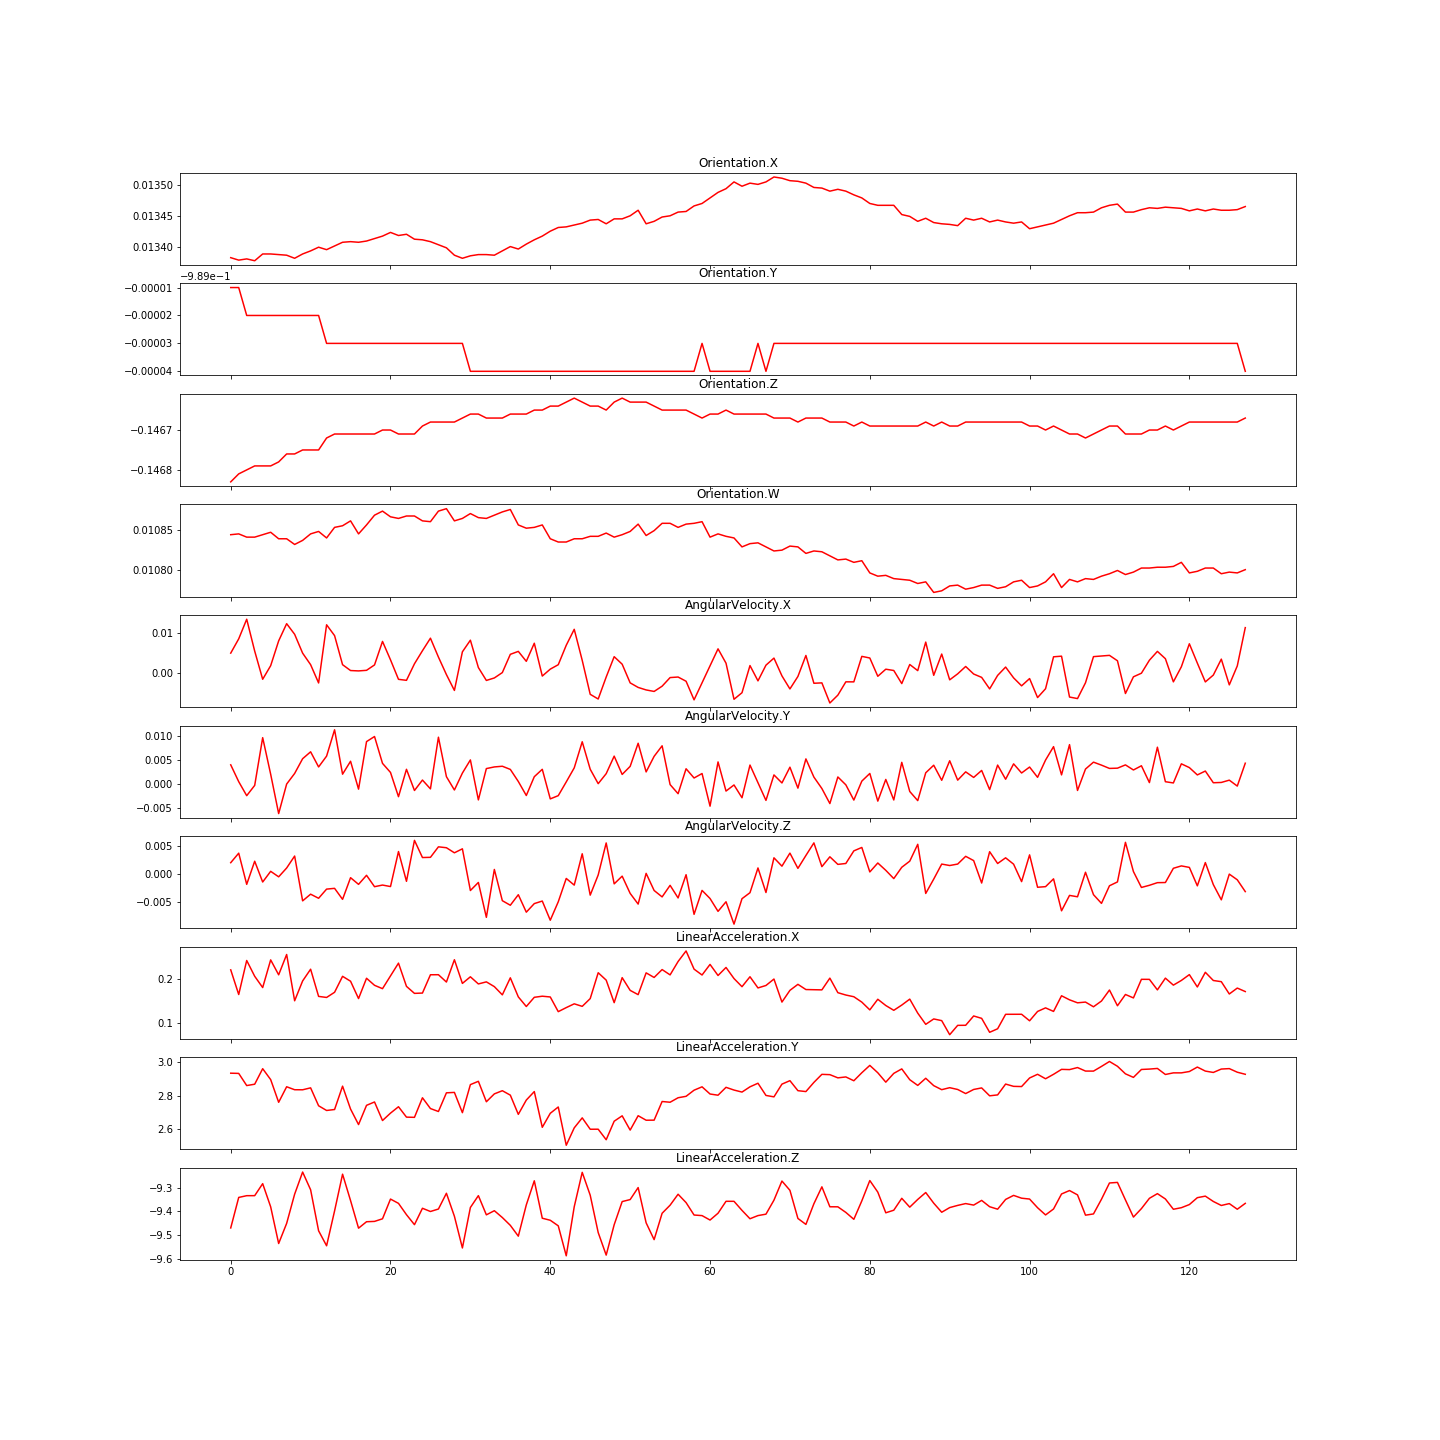 Orientation.X
0.01350
0.01345
0.01340
−9.89e−1
Orientation.Y
−0.00001
−0.00002
−0.00003
−0.00004
Orientation.Z
−0.1467
−0.1468
Orientation.W
0.01085
0.01080
AngularVelocity.X
0.01
0.00
AngularVelocity.Y
0.010
0.005
0.000
−0.005
AngularVelocity.Z
0.005
0.000
−0.005
LinearAcceleration.X
0.2
0.1
LinearAcceleration.Y
3.0
2.8
2.6
LinearAcceleration.Z
−9.3
−9.4
−9.5
−9.6
0 20 40 60 80 100 120